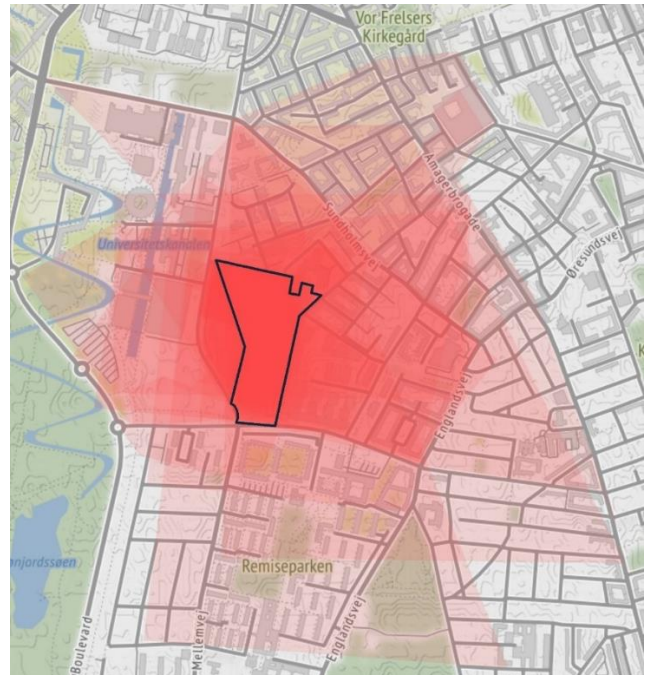 Vor Frelsers
Kirkegård
Amagerbrogade
Sundholmsvej
Universitetskanalen
Øresundsvej
K
Englandsvej
Remiseparken
Englandsvej
Mellemvej
Boulevard